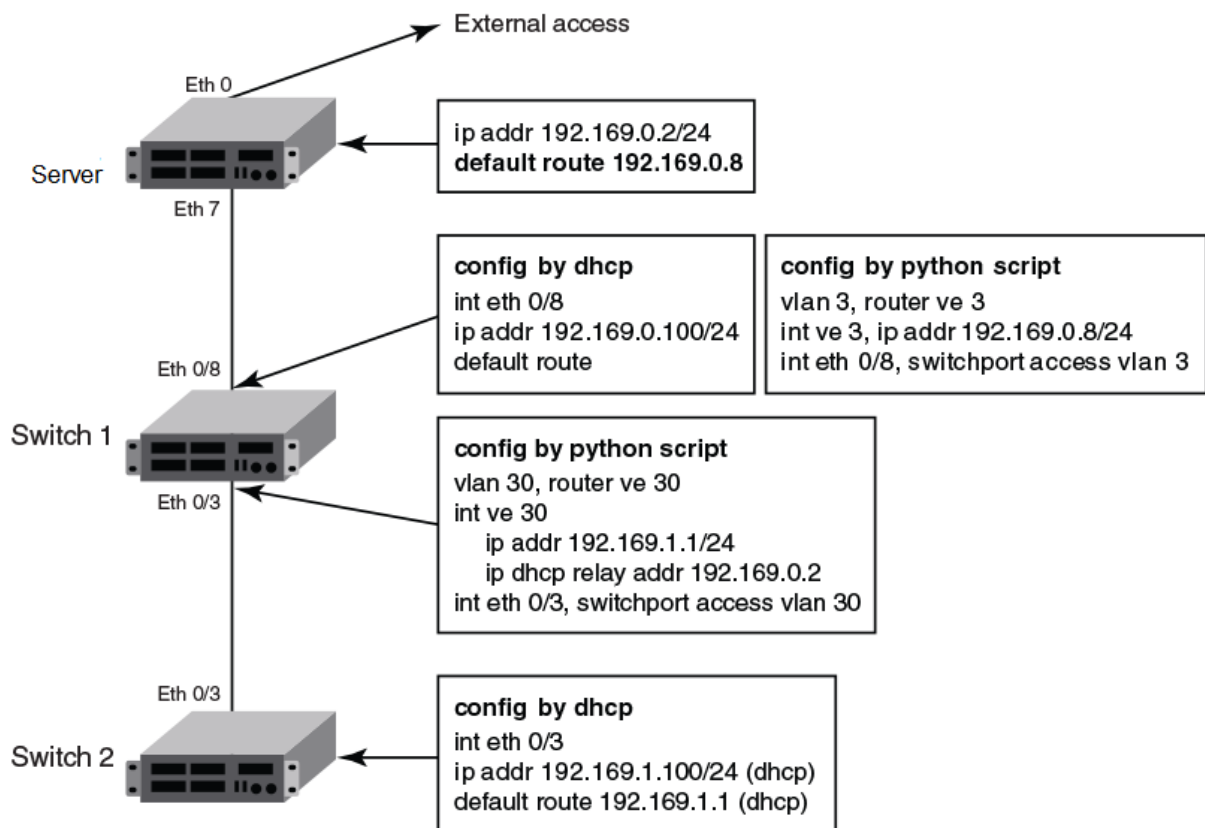 External access
Eth 0
ip addr 192.169.0.2/24
default route 192.169.0.8
Server
Eth 7
config by dhcp
int eth 0/8
ip addr 192.169.0.100/24
default route
config by python script
vlan 3, router ve 3
int ve 3, ip addr 192.169.0.8/24
int eth 0/8, switchport access vlan 3
Eth 0/8
Switch 1
Eth 0/3
config by python script
vlan 30, router ve 30
int ve 30
ip addr 192.169.1.1/24
ip dhcp relay addr 192.169.0.2
int eth 0/3, switchport access vlan 30
Eth 0/3
Switch 2
config by dhcp
int eth 0/3
ip addr 192.169.1.100/24 (dhcp)
default route 192.169.1.1 (dhcp)